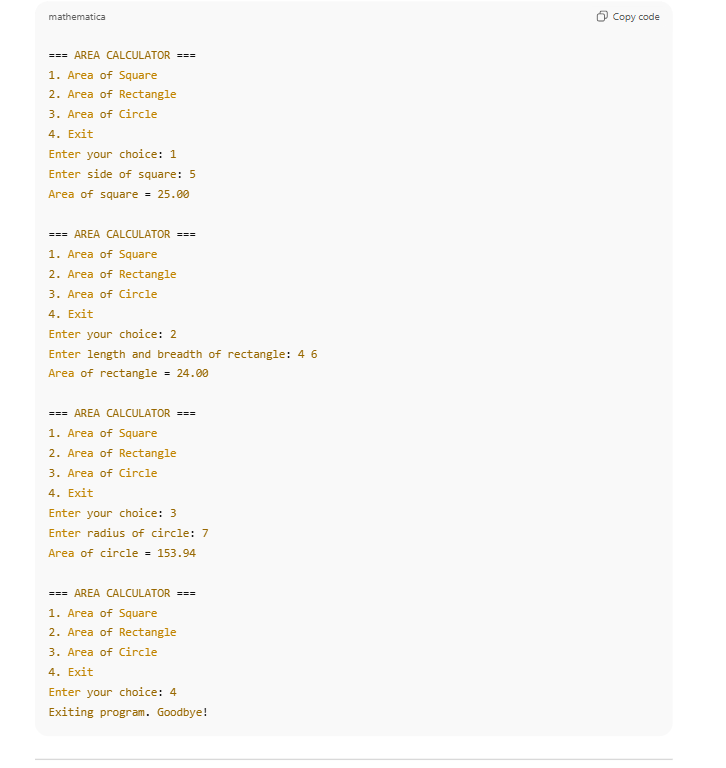 mathematica
Copy code
=== AREA CALCULATOR ===
1. Area of Square
2. Area of Rectangle
3. Area of Circle
4. Exit
Enter your choice: 1
Enter side of square: 5
Area of square = 25.00
=== AREA CALCULATOR ===
1. Area of Square
2. Area of Rectangle
3. Area of Circle
4. Exit
Enter your choice: 2
Enter length and breadth of rectangle: 4 6
Area of rectangle = 24.00
=== AREA CALCULATOR ===
1. Area of Square
2. Area of Rectangle
3. Area of Circle
4. Exit
Enter your choice: 3
Enter radius of circle: 7
Area of circle = 153.94
=== AREA CALCULATOR ===
1. Area of Square
2. Area of Rectangle
3. Area of Circle
4. Exit
Enter your choice: 4
Exiting program. Goodbye!